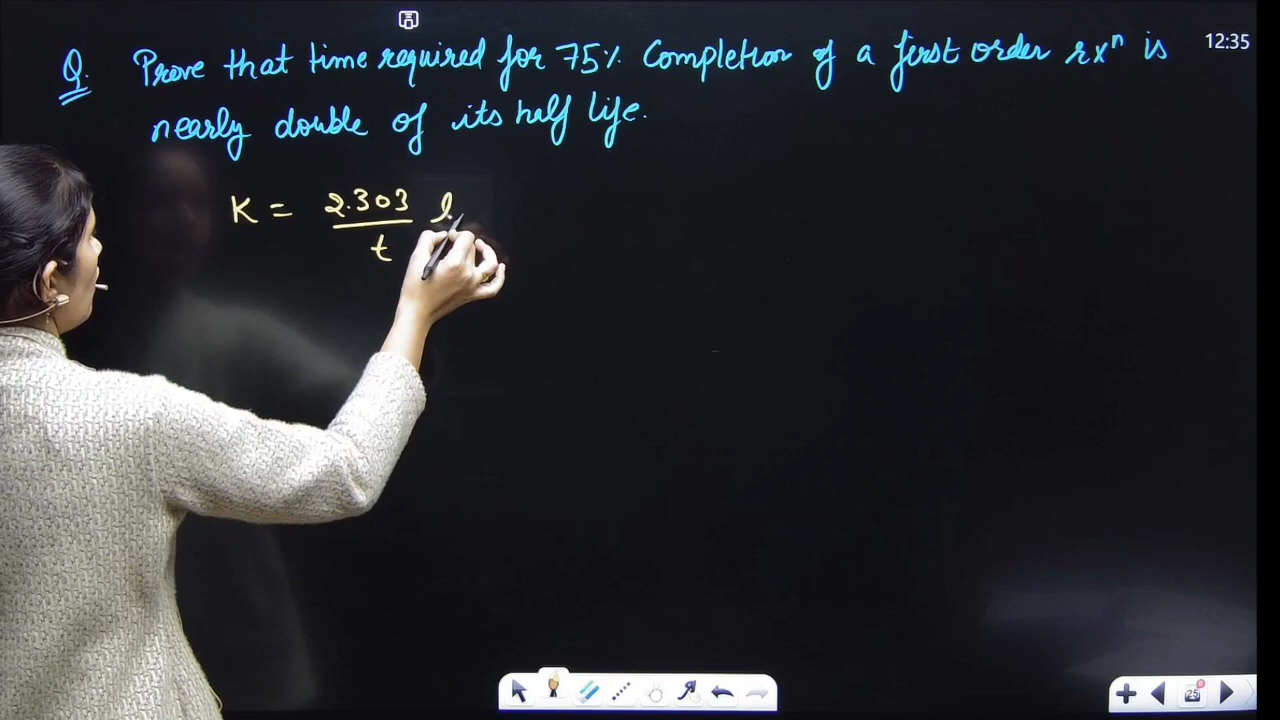 12:35
Q. Prove that time required for 75% Completion of a first order rxⁿ is
nearly double of its half life.
K = 2.303 / t l
25